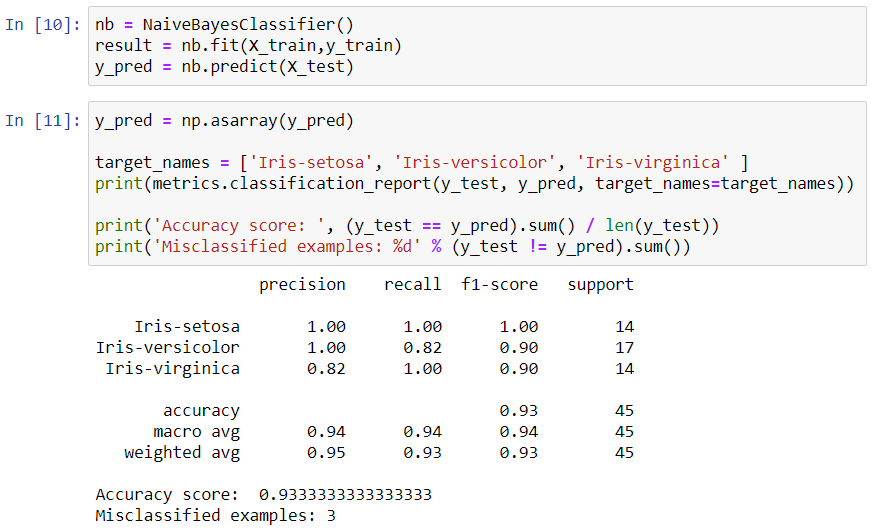 In [10]: nb = NaiveBayesClassifier()
result = nb.fit(X_train,y_train)
y_pred = nb.predict(X_test)
In [11]: y_pred = np.asarray(y_pred)
target_names = ['Iris-setosa', 'Iris-versicolor', 'Iris-virginica' ]
print(metrics.classification_report(y_test, y_pred, target_names=target_names))
print('Accuracy score: ', (y_test == y_pred).sum() / len(y_test))
print('Misclassified examples: %d' % (y_test != y_pred).sum())
precision recall f1-score support
Iris-setosa 1.00 1.00 1.00 14
Iris-versicolor 1.00 0.82 0.90 17
Iris-virginica 0.82 1.00 0.90 14
accuracy 0.93 45
macro avg 0.94 0.94 0.94 45
weighted avg 0.95 0.93 0.93 45
Accuracy score:  0.9333333333333333
Misclassified examples: 3